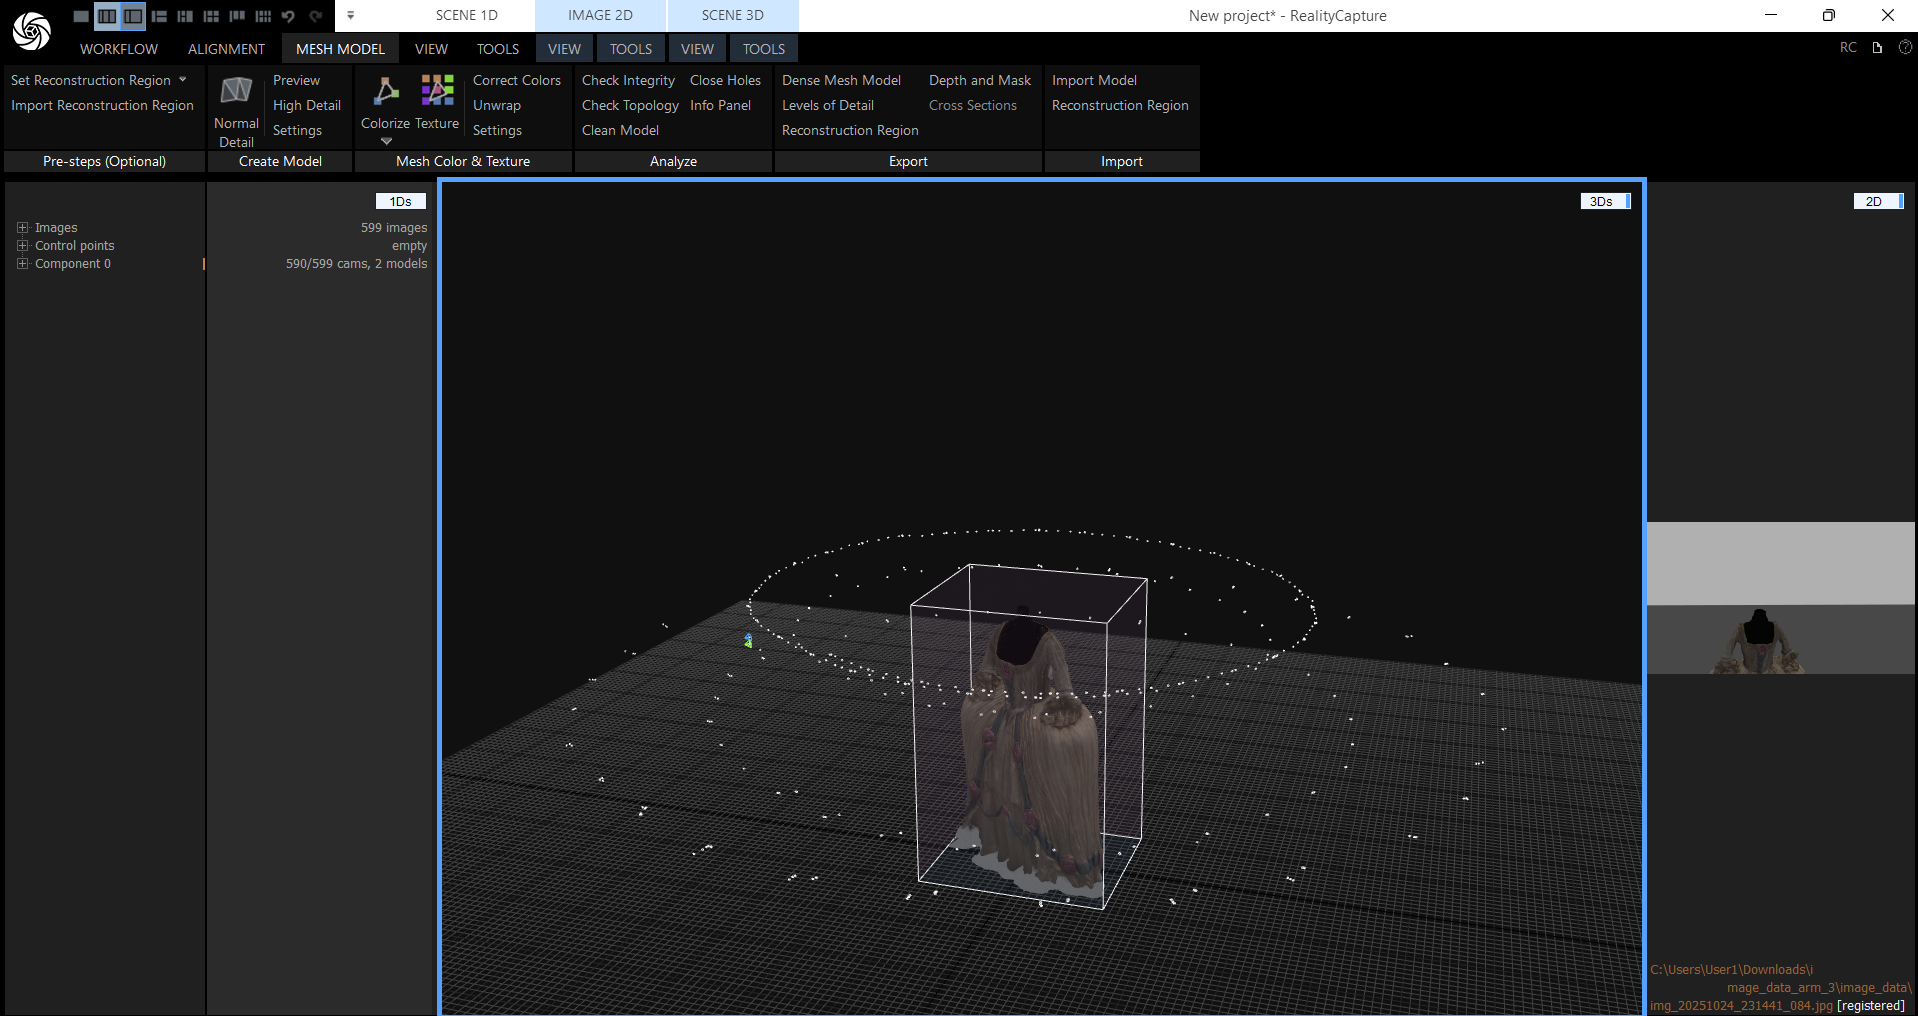 SCENE 1D
IMAGE 2D
SCENE 3D
New project* - RealityCapture
WORKFLOW
ALIGNMENT
MESH MODEL
VIEW
TOOLS
VIEW
TOOLS
VIEW
TOOLS
RC
Set Reconstruction Region
Import Reconstruction Region
Pre-steps (Optional)
Normal
Detail
Preview
High Detail
Settings
Create Model
Colorize
Texture
Correct Colors
Unwrap
Settings
Mesh Color & Texture
Check Integrity
Check Topology
Clean Model
Close Holes
Info Panel
Analyze
Dense Mesh Model
Levels of Detail
Reconstruction Region
Depth and Mask
Cross Sections
Export
Import Model
Reconstruction Region
Import
1Ds
Images 599 images
Control points empty
Component 0 590/599 cams, 2 models
3Ds
2D
C:\Users\User1\Downloads\i
mage_data_arm_3\image_data\
img_20251024_231441_084.jpg [registered]